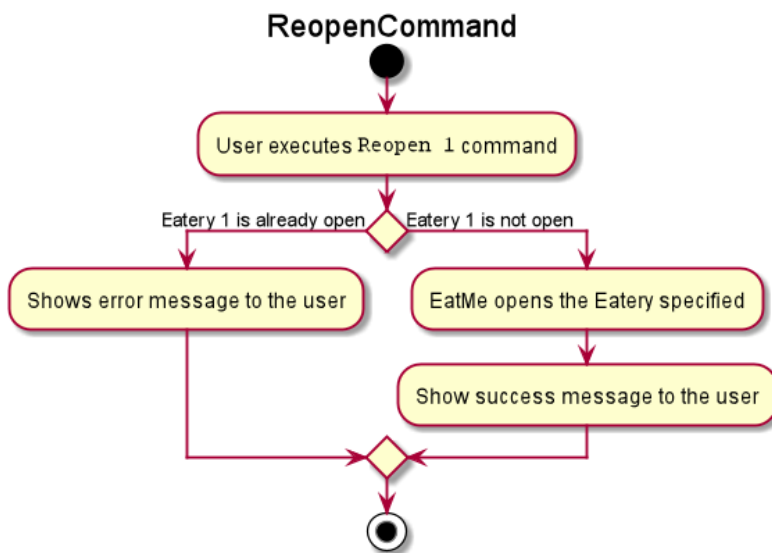 ReopenCommand
User executes Reopen 1 command
Eatery 1 is already open
Eatery 1 is not open
Shows error message to the user
EatMe opens the Eatery specified
Show success message to the user